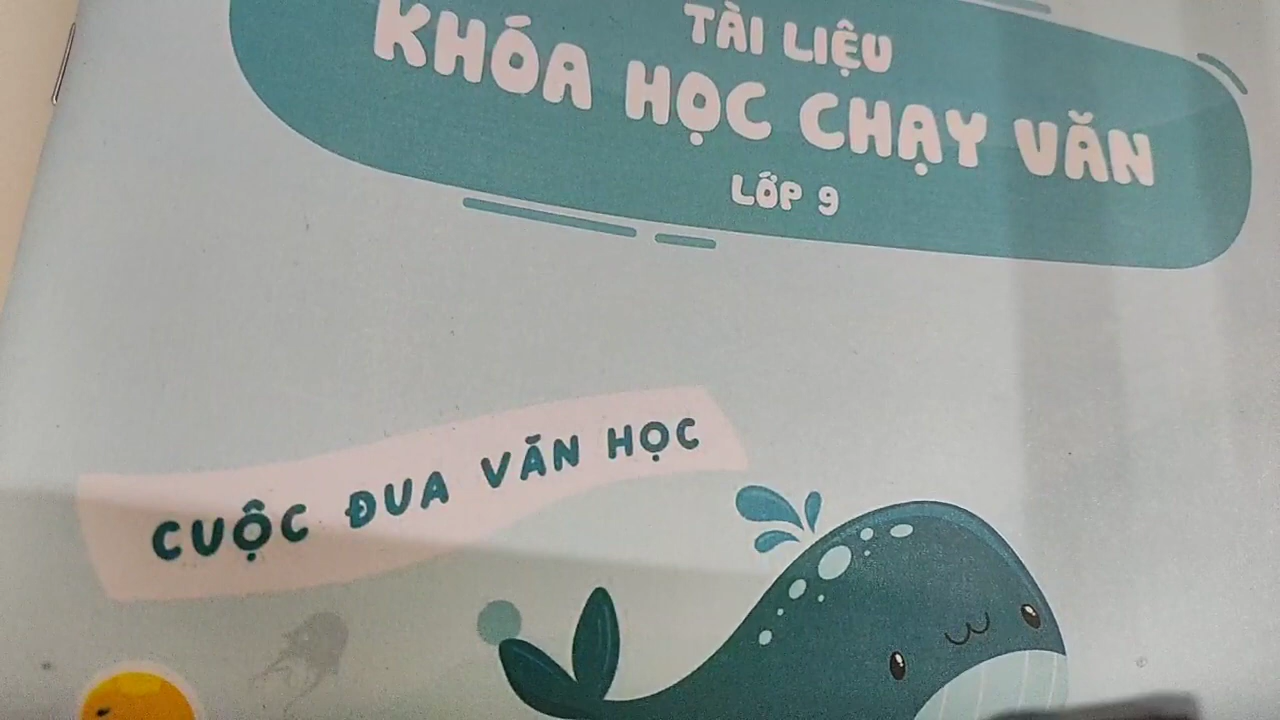 TÀI LIỆU
KHÓA HỌC CHẠY VĂN
LỚP 9
CUỘC ĐUA VĂN HỌC